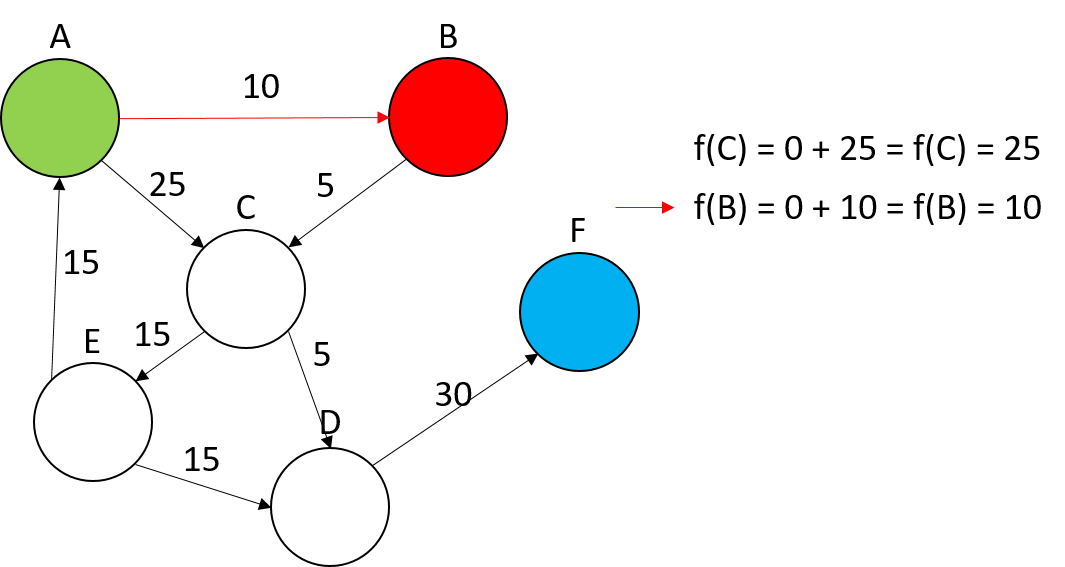 A
B
10
f(C) = 0 + 25 = f(C) = 25
25
5
C
f(B) = 0 + 10 = f(B) = 10
F
15
E
15
5
30
D
15